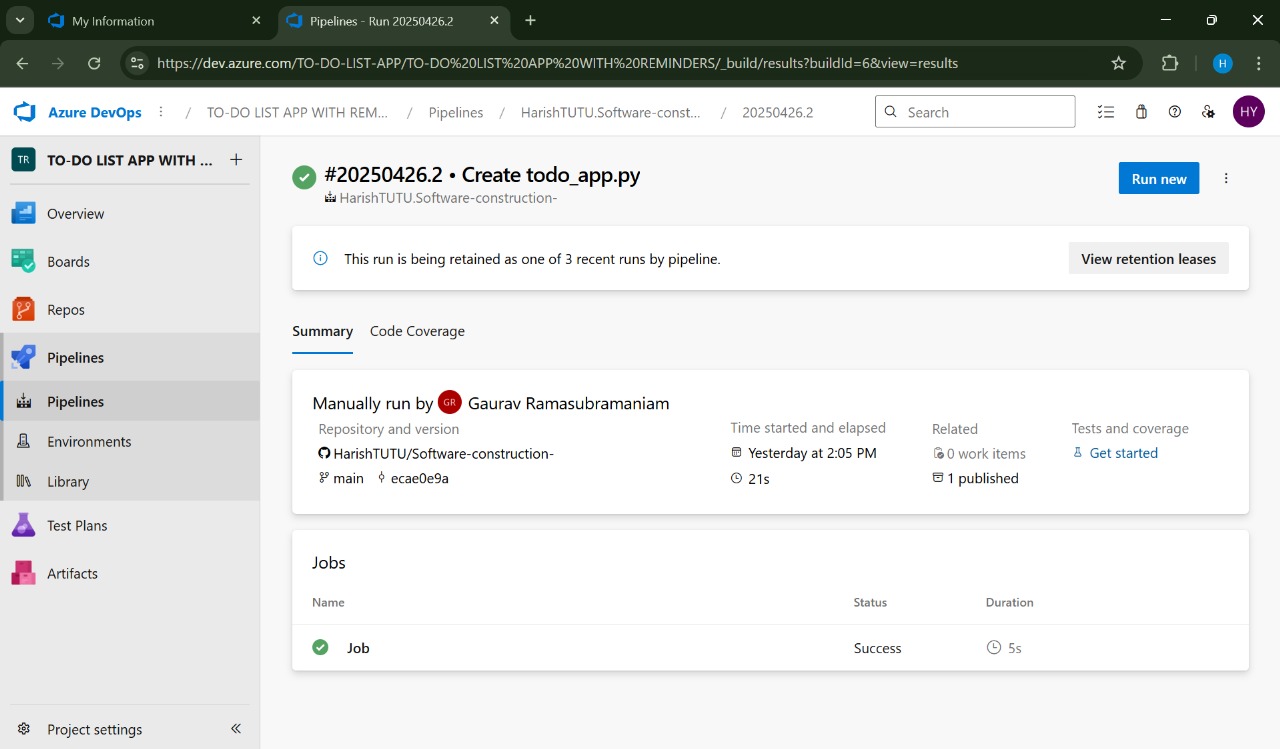 My Information
Pipelines - Run 20250426.2
https://dev.azure.com/TO-DO-LIST-APP/TO-DO%20LIST%20APP%20WITH%20REMINDERS/_build/results?buildId=6&view=results
H
Azure DevOps / TO-DO LIST APP WITH REM... / Pipelines / HarishTUTU.Software-const... / 20250426.2
Search
HY
TR TO-DO LIST APP WITH ...
Overview
Boards
Repos
Pipelines
Pipelines
Environments
Library
Test Plans
Artifacts
Project settings
#20250426.2 • Create todo_app.py
HarishTUTU.Software-construction-
Run new
This run is being retained as one of 3 recent runs by pipeline.
View retention leases
Summary Code Coverage
Manually run by GR Gaurav Ramasubramaniam
Repository and version
HarishTUTU/Software-construction-
main ecae0e9a
Time started and elapsed
Yesterday at 2:05 PM
21s
Related
0 work items
1 published
Tests and coverage
Get started
Jobs
Name Status Duration
Job Success 5s